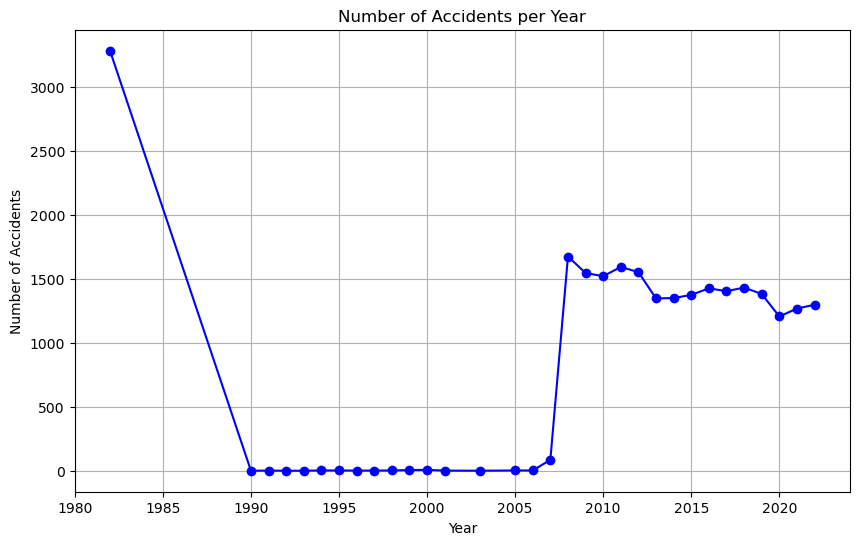 Number of Accidents per Year
Number of Accidents
3000
2500
2000
1500
1000
500
0
1980 1985 1990 1995 2000 2005 2010 2015 2020
Year